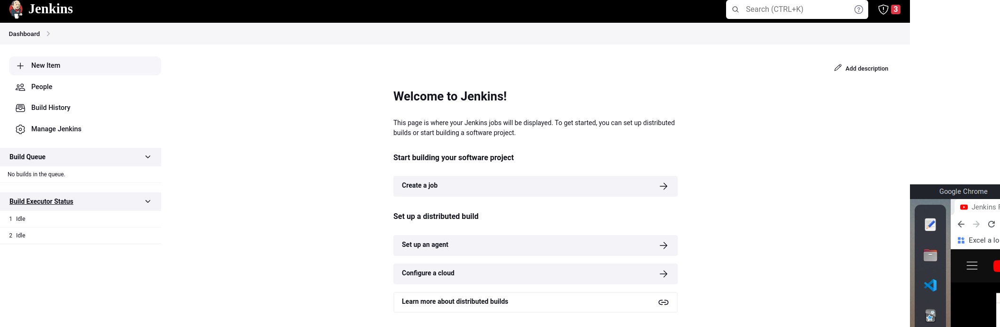 Jenkins
Search (CTRL+K)
3
Dashboard
New Item
People
Build History
Manage Jenkins
Build Queue
No builds in the queue.
Build Executor Status
1 Idle
2 Idle
Add description
Welcome to Jenkins!
This page is where your Jenkins jobs will be displayed. To get started, you can set up distributed
builds or start building a software project.
Start building your software project
Create a job
Set up a distributed build
Set up an agent
Configure a cloud
Learn more about distributed builds
Google Chrome
Jenkins
Excel a lo